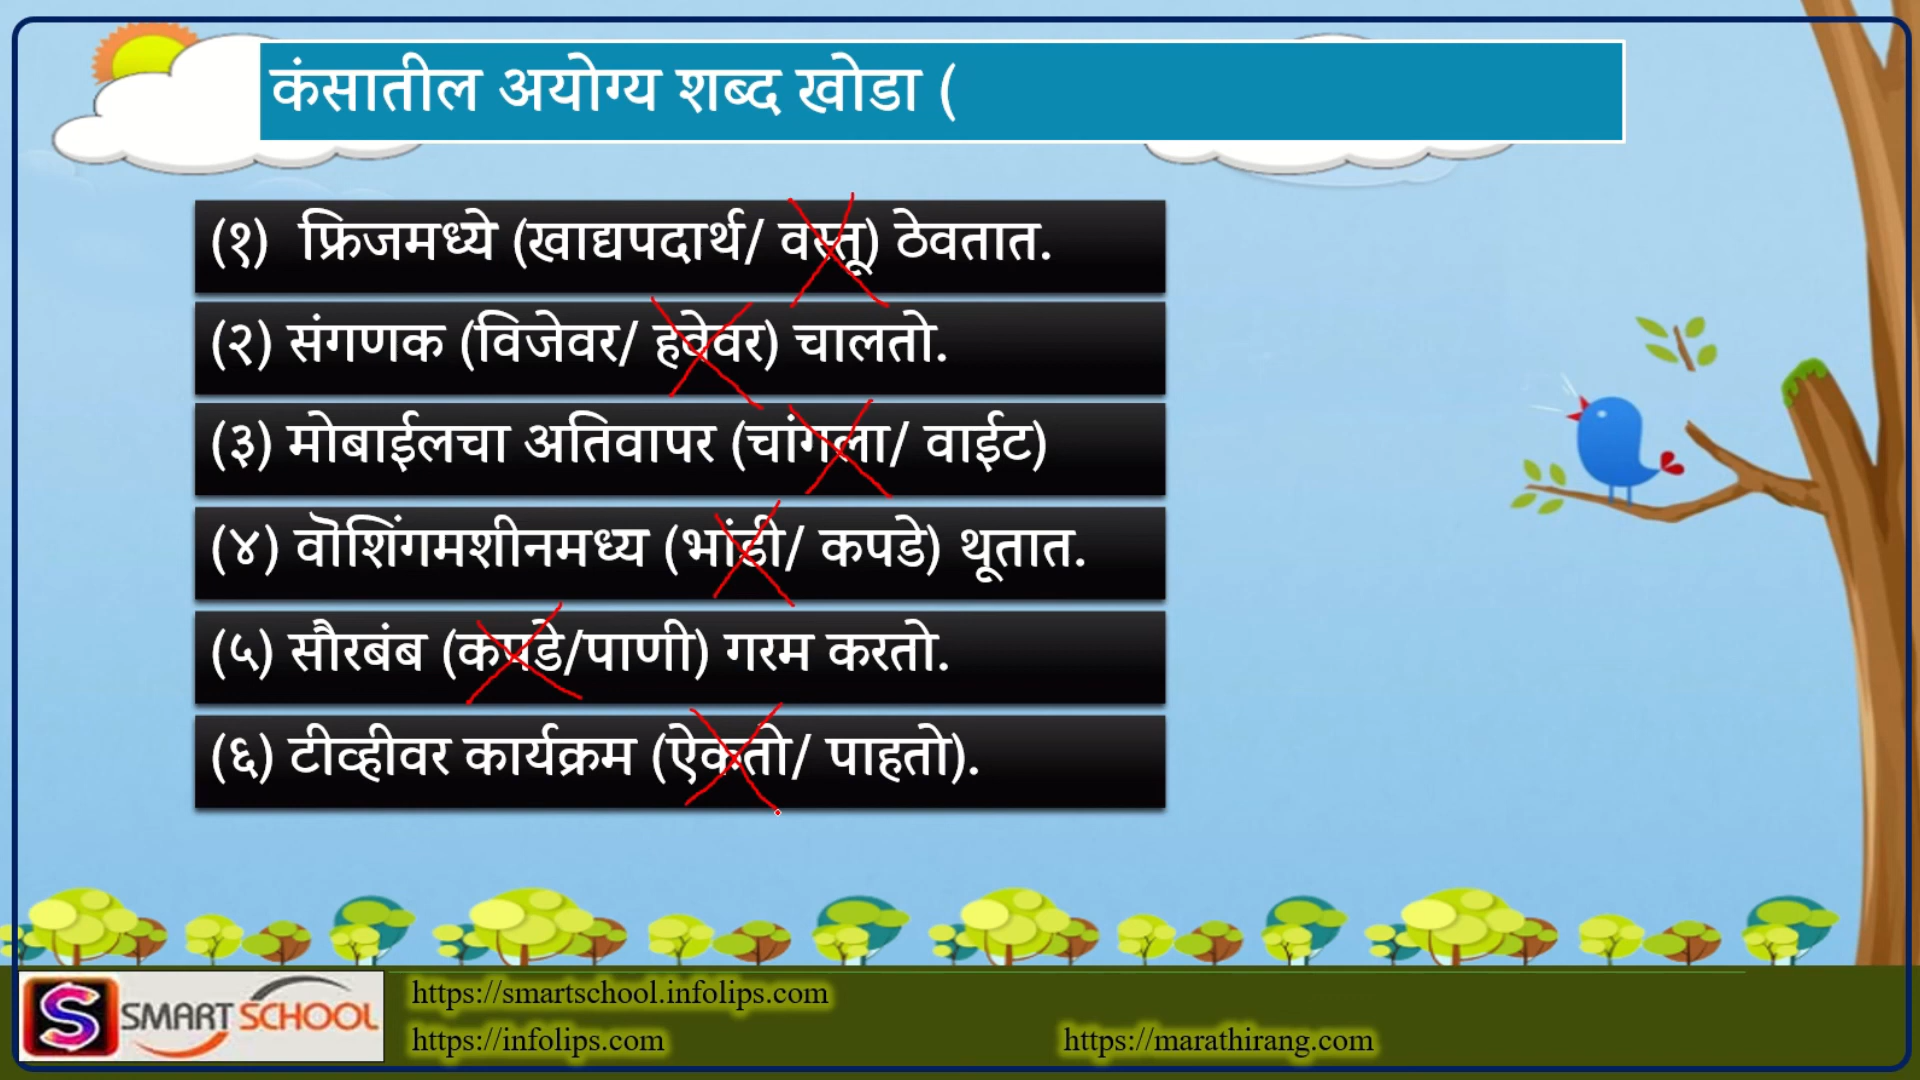 कंसातील अयोग्य शब्द खोडा (
(१) फ्रिजमध्ये (खाद्यपदार्थ/ वस्तू) ठेवतात.
(२) संगणक (विजेवर/ हवेवर) चालतो.
(३) मोबाईलचा अतिवापर (चांगला/ वाईट)
(४) वॊशिंगमशीनमध्य (भांडी/ कपडे) थूतात.
(५) सौरबंब (कपडे/पाणी) गरम करतो.
(६) टीव्हीवर कार्यक्रम (ऐकतो/ पाहतो).
S SMART SCHOOL
https://smartschool.infolips.com
https://infolips.com https://marathirang.com